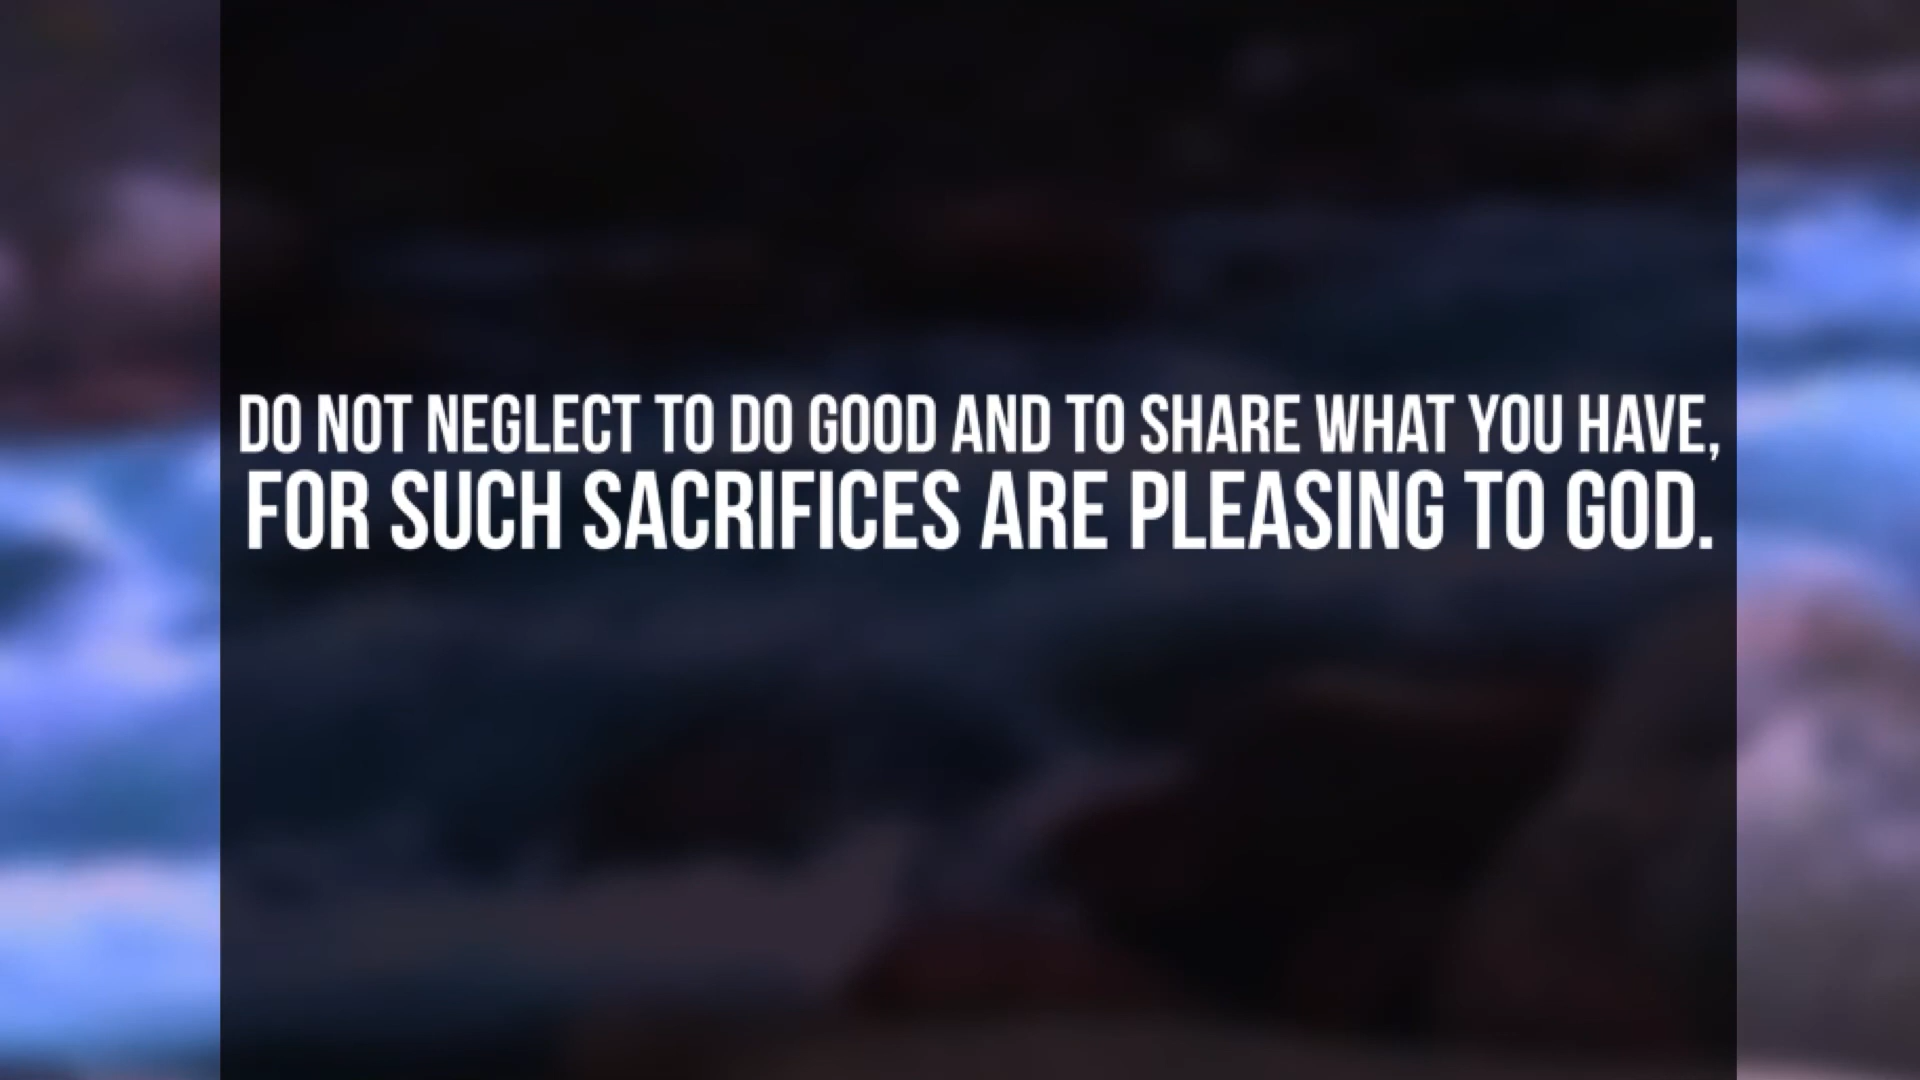 DO NOT NEGLECT TO DO GOOD AND TO SHARE WHAT YOU HAVE,
FOR SUCH SACRIFICES ARE PLEASING TO GOD.